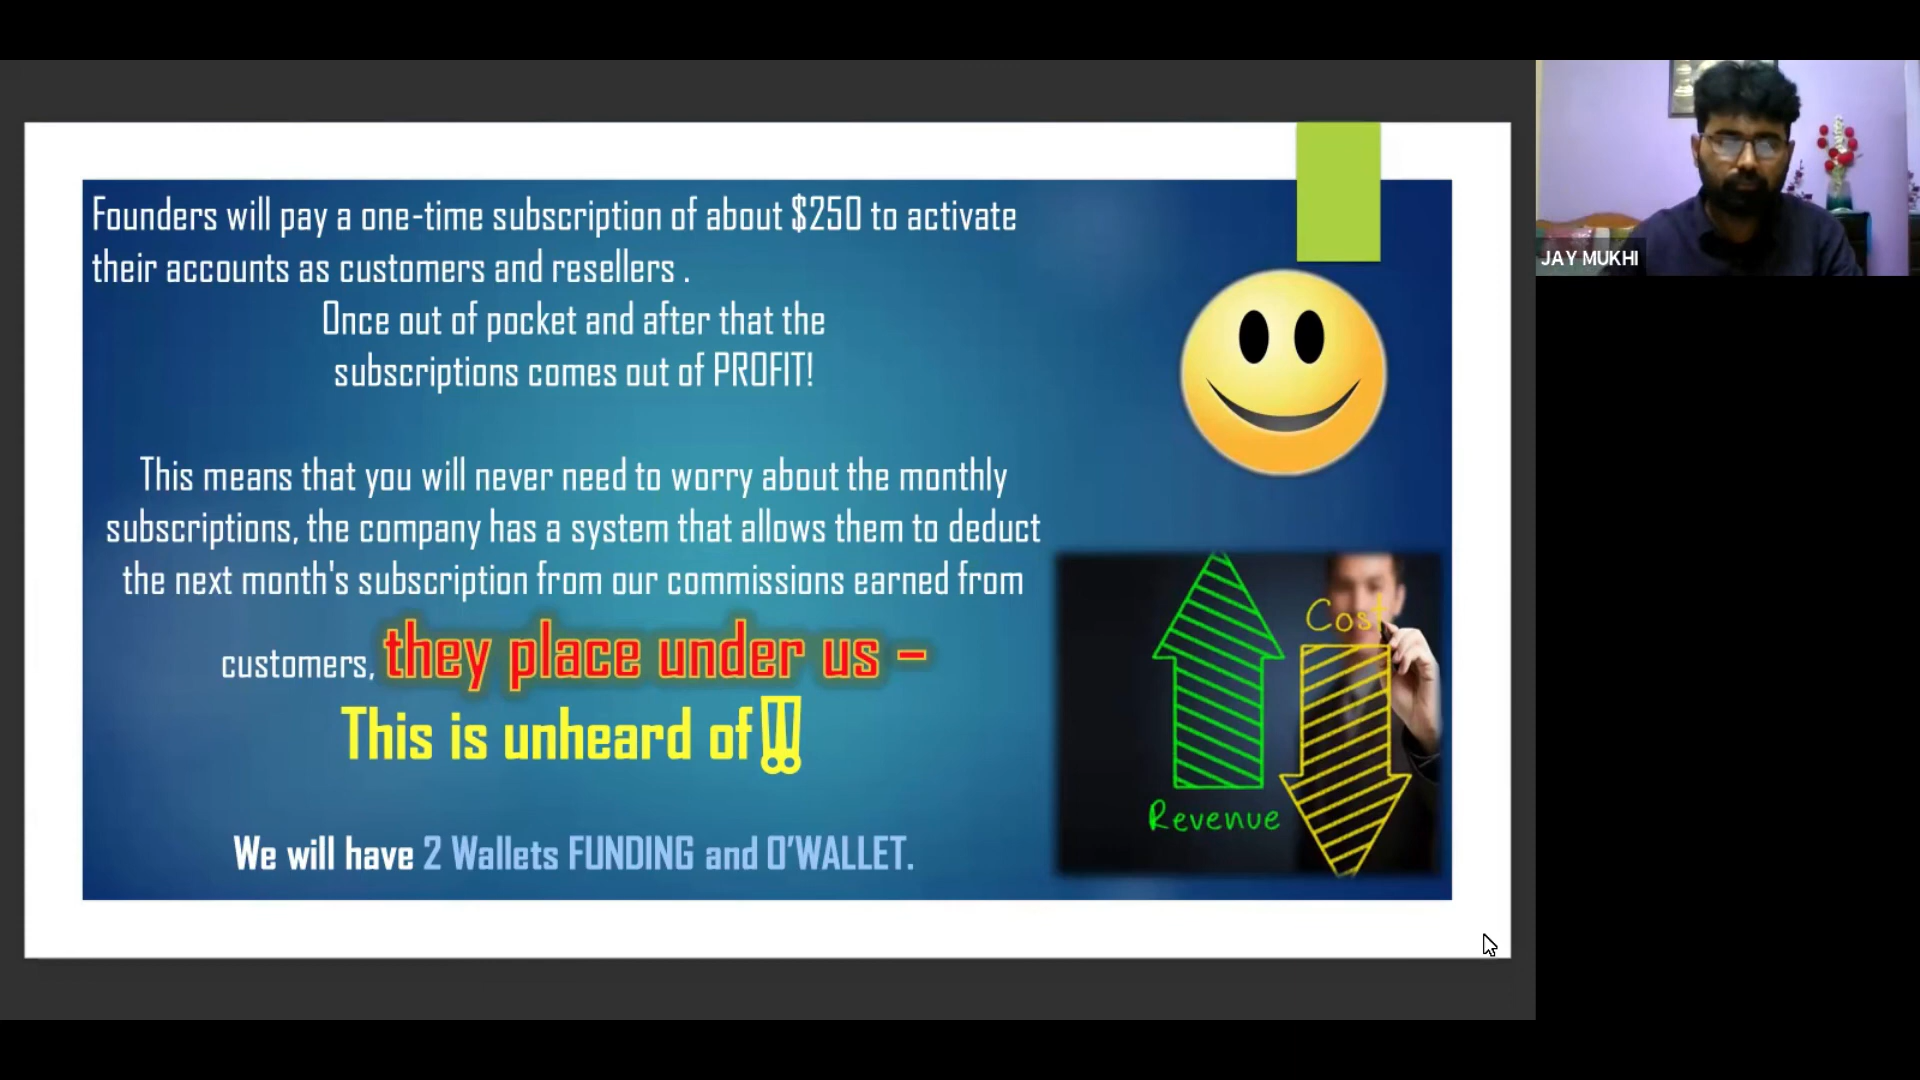 Founders will pay a one-time subscription of about $250 to activate
their accounts as customers and resellers .
Once out of pocket and after that the
subscriptions comes out of PROFIT!
This means that you will never need to worry about the monthly
subscriptions, the company has a system that allows them to deduct
the next month's subscription from our commissions earned from
customers, they place under us –
This is unheard of!!
We will have 2 Wallets FUNDING and O'WALLET.
Cost
Revenue
JAY MUKHI